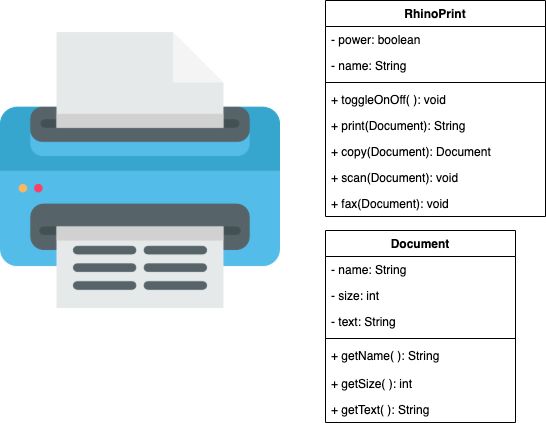 RhinoPrint
- power: boolean
- name: String
+ toggleOnOff( ): void
+ print(Document): String
+ copy(Document): Document
+ scan(Document): void
+ fax(Document): void
Document
- name: String
- size: int
- text: String
+ getName( ): String
+ getSize( ): int
+ getText( ): String